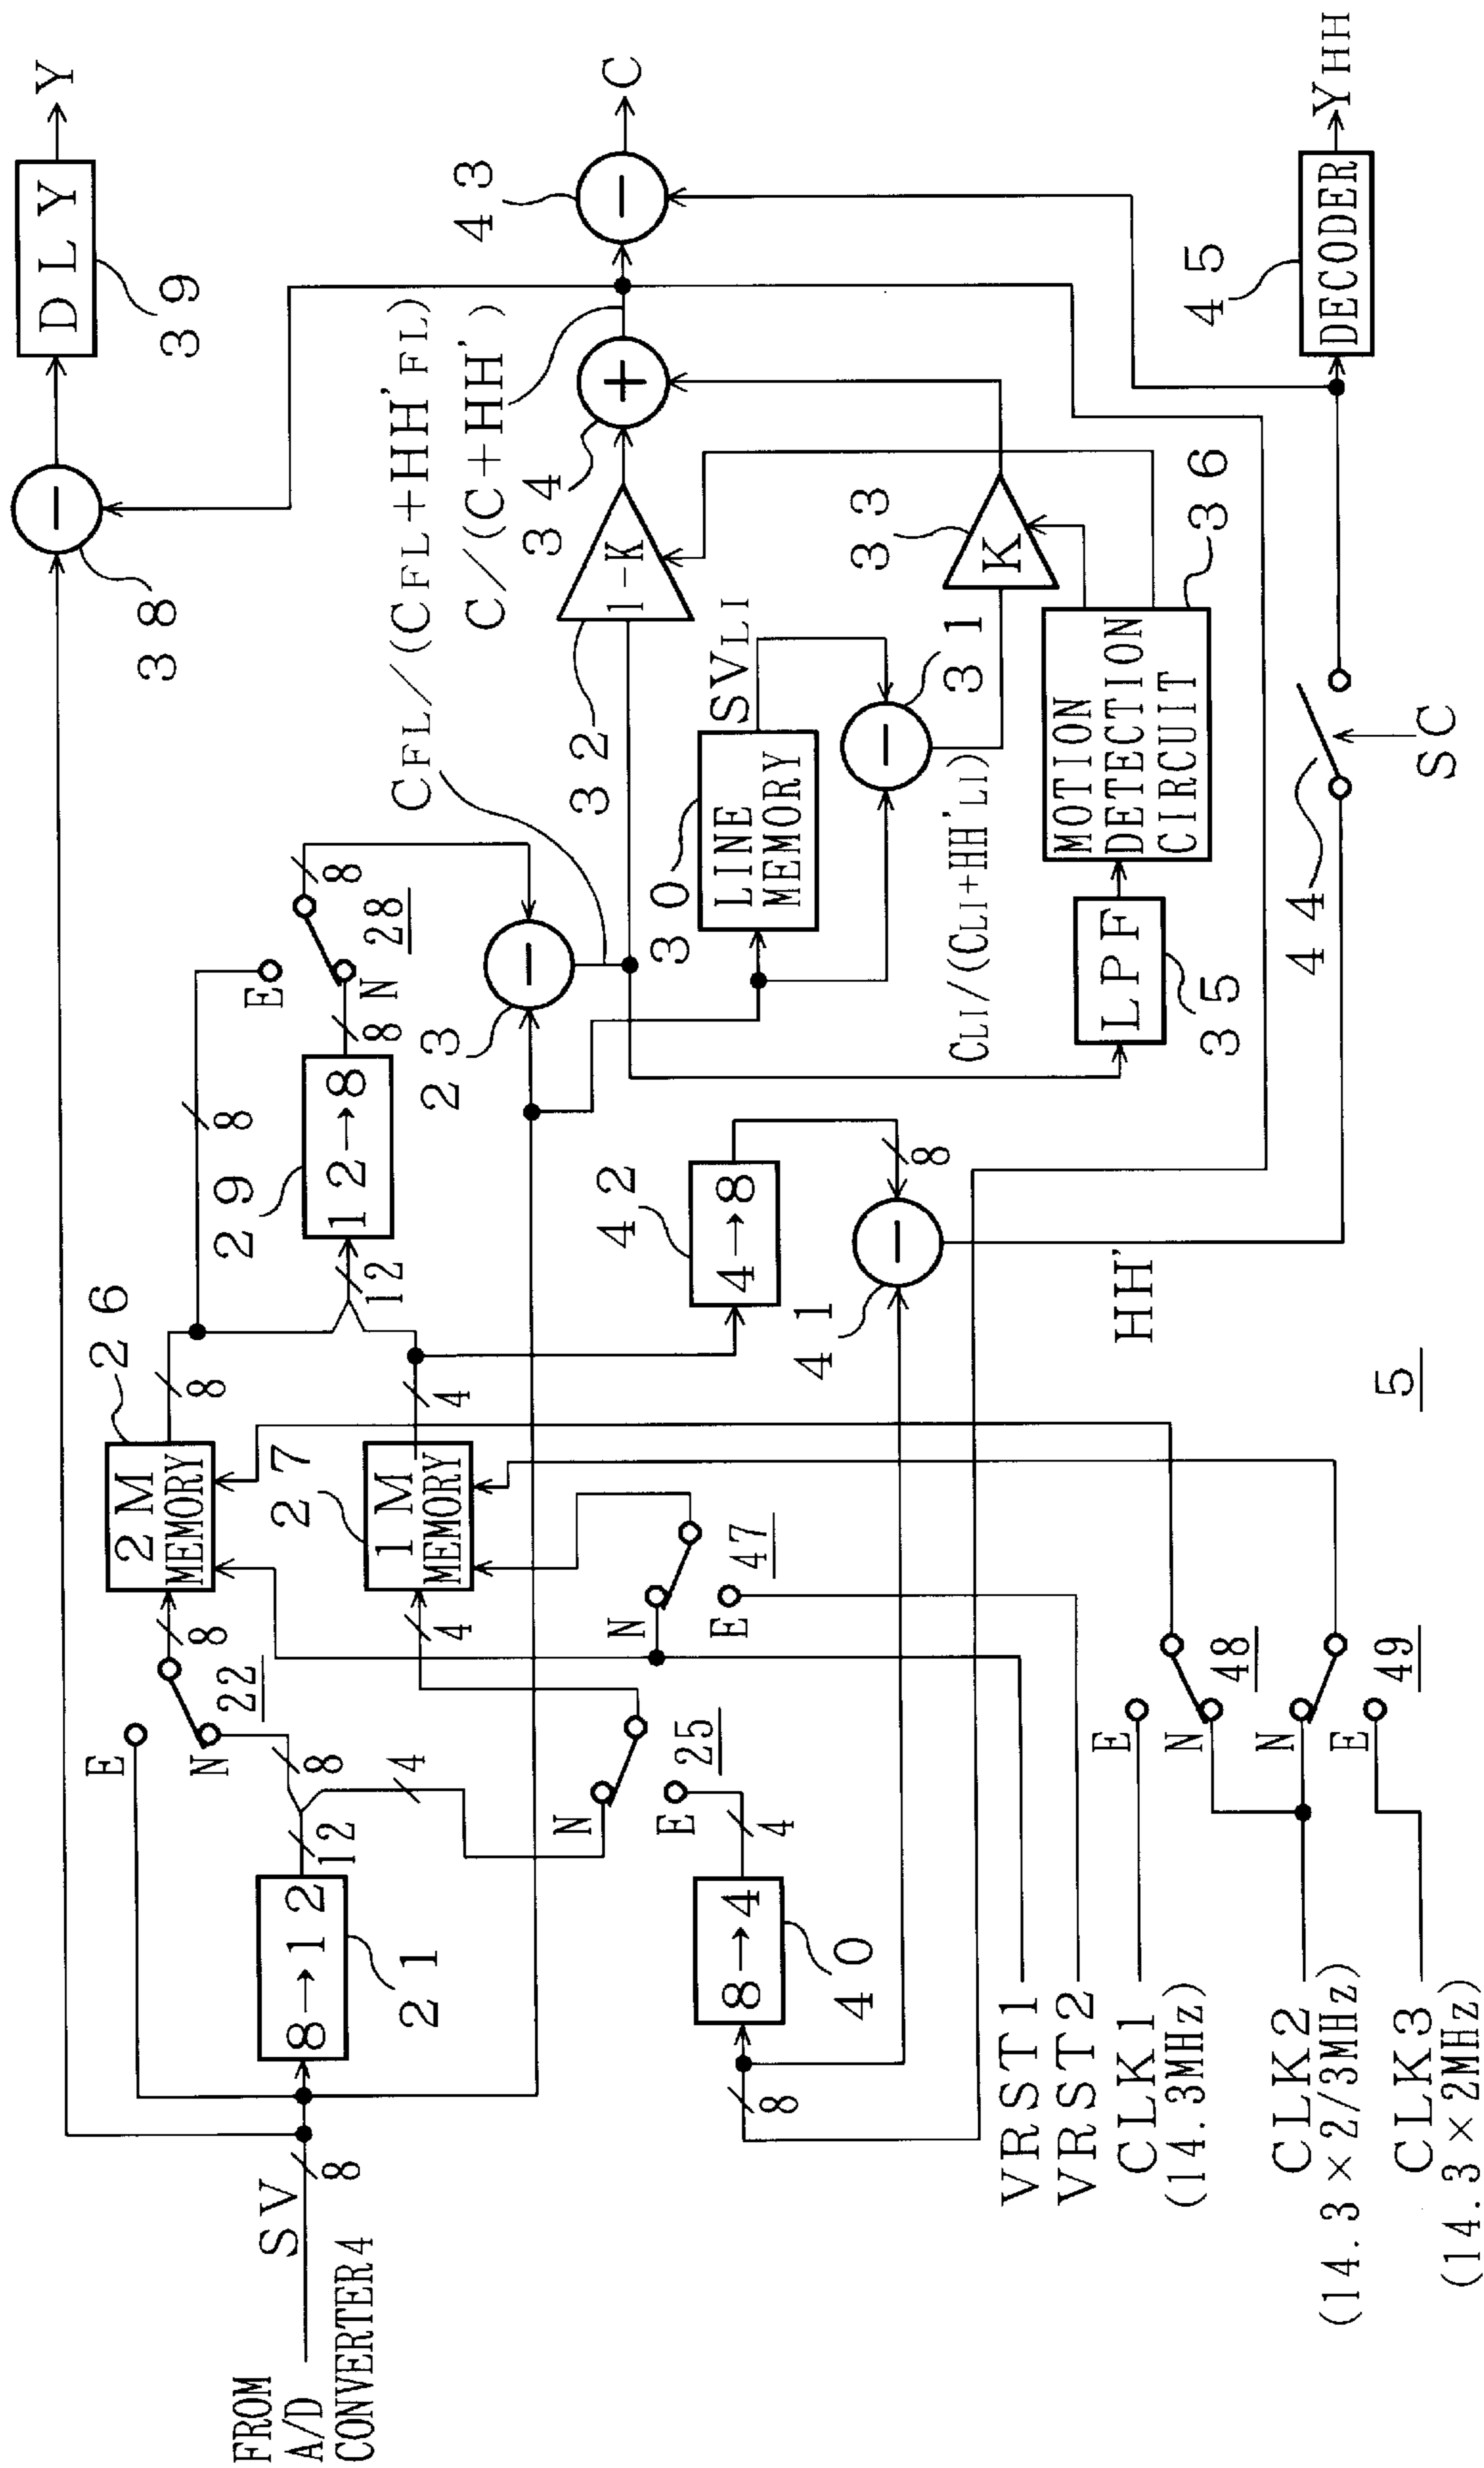 FROM
A/D
CONVERTER4
SV
8
8→12
21
12
8
4
E
N
22
8
2M
MEMORY
26
8
8
12
12→8
29
8
E
N
28
8
23
38
DLY
39
Y
N
E
25
4
4
1M
MEMORY
27
4
N
E
47
8
8→4
40
4
4→8
42
8
41
HH'
CFL/(CFL+HH'FL)
C/(C+HH')
32
1-K
34
43
C
30
LINE
MEMORY
SVLI
31
CLI/(CLI+HH'LI)
K
33
LPF
35
MOTION
DETECTION
CIRCUIT
36
44
SC
45
DECODER
YHH
VRST1
VRST2
CLK1
(14.3MHz)
CLK2
(14.3×2/3MHz)
CLK3
(14.3×2MHz)
E
N
48
N
E
49
5